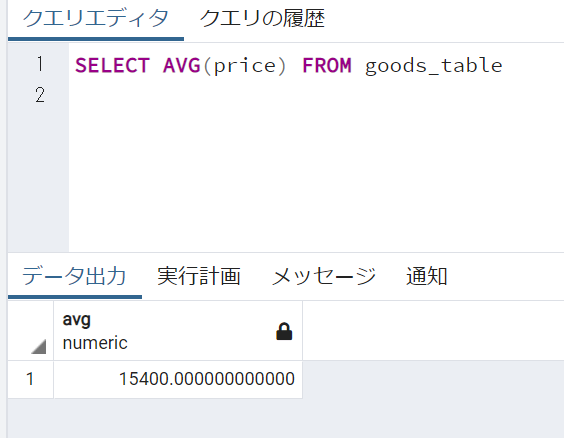 クエリエディタ クエリの履歴
1 SELECT AVG(price) FROM goods_table
2
データ出力 実行計画 メッセージ 通知
avg
numeric
1 15400.000000000000